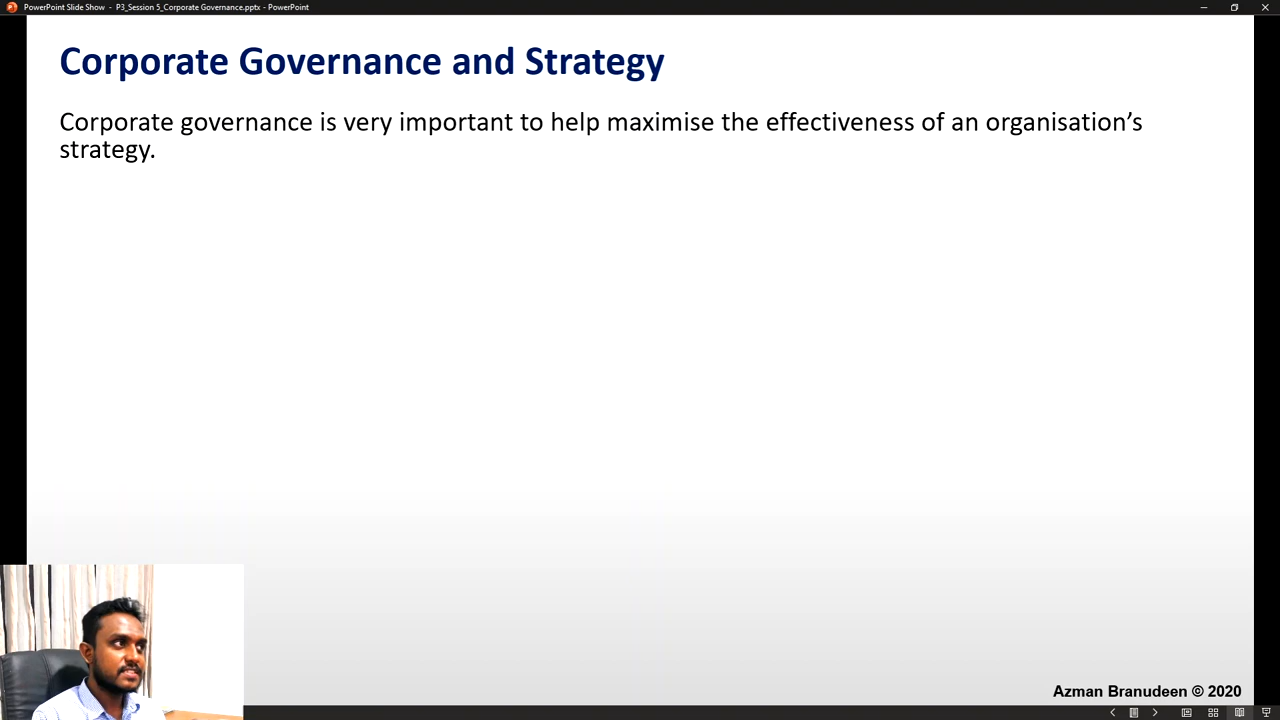 PowerPoint Slide Show - P3_Session 5_Corporate Governance.pptx - PowerPoint
Corporate Governance and Strategy
Corporate governance is very important to help maximise the effectiveness of an organisation’s
strategy.
Azman Branudeen © 2020